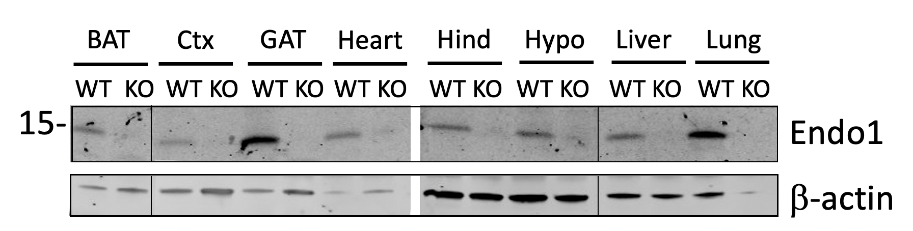 BAT Ctx GAT Heart Hind Hypo Liver Lung
WT KO WT KO WT KO WT KO WT KO WT KO WT KO WT KO
15- Endo1
β-actin